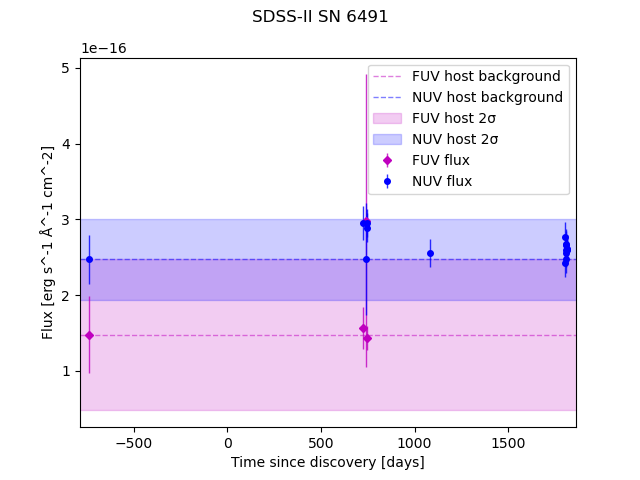 SDSS-II SN 6491
1e−16
5
4
3
2
1
Flux [erg s^-1 Å^-1 cm^-2]
FUV host background
NUV host background
FUV host 2σ
NUV host 2σ
FUV flux
NUV flux
−500
0
500
1000
1500
Time since discovery [days]